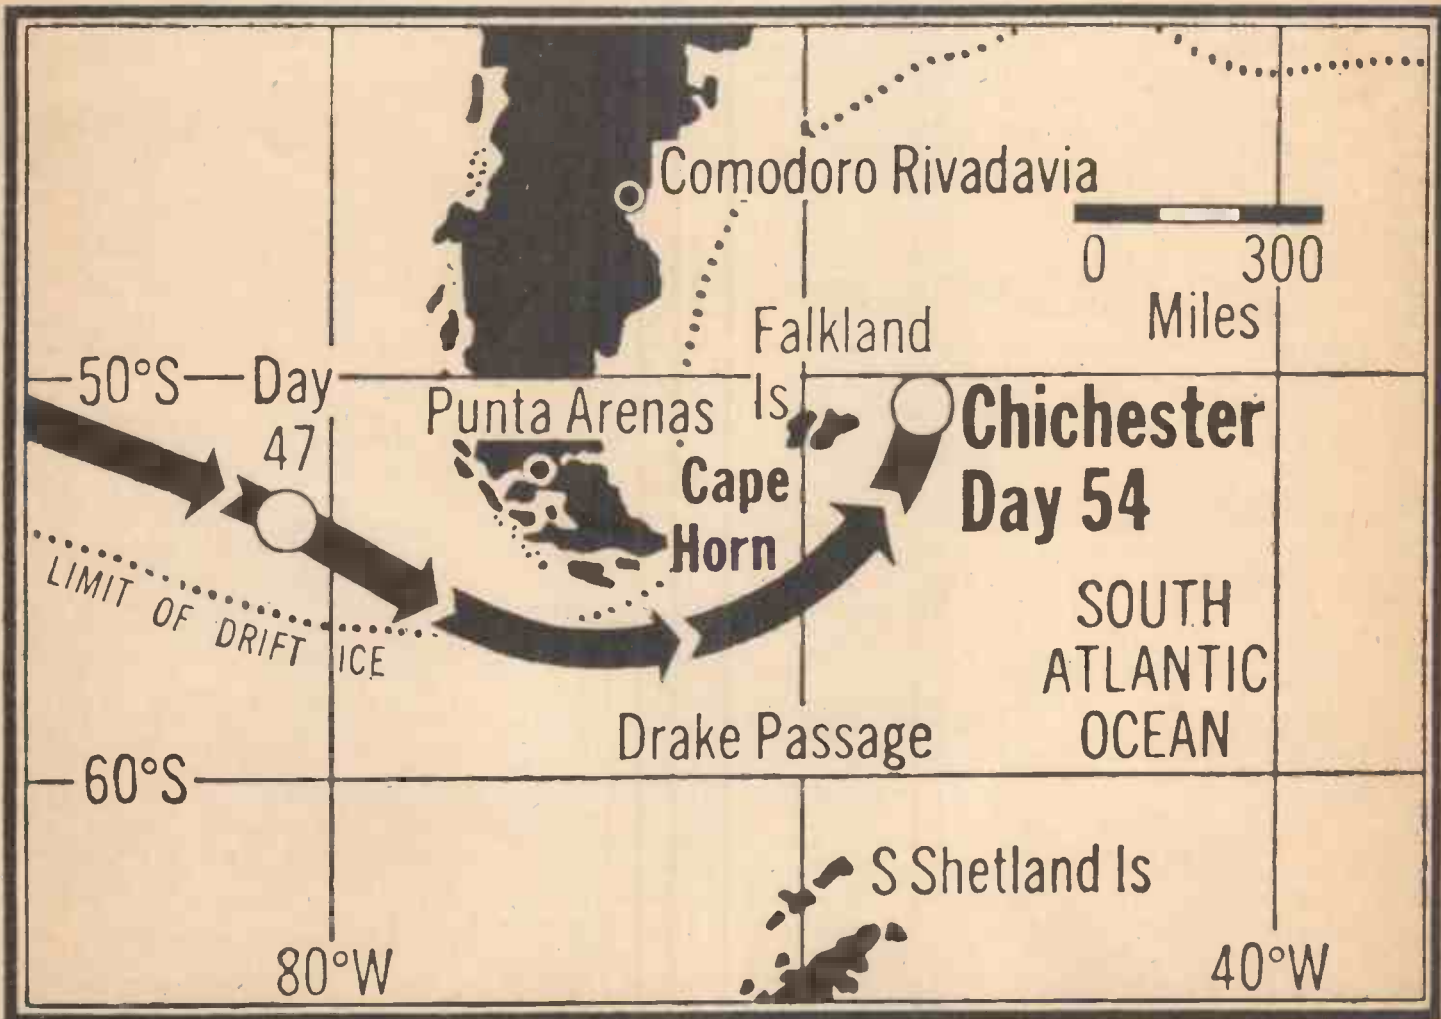 Comodoro Rivadavia
0 300
Miles
Falkland
Is
50°S Day
47
Punta Arenas
Cape
Horn
Chichester
Day 54
LIMIT OF DRIFT ICE
SOUTH
ATLANTIC
OCEAN
Drake Passage
60°S
S Shetland Is
80°W
40°W